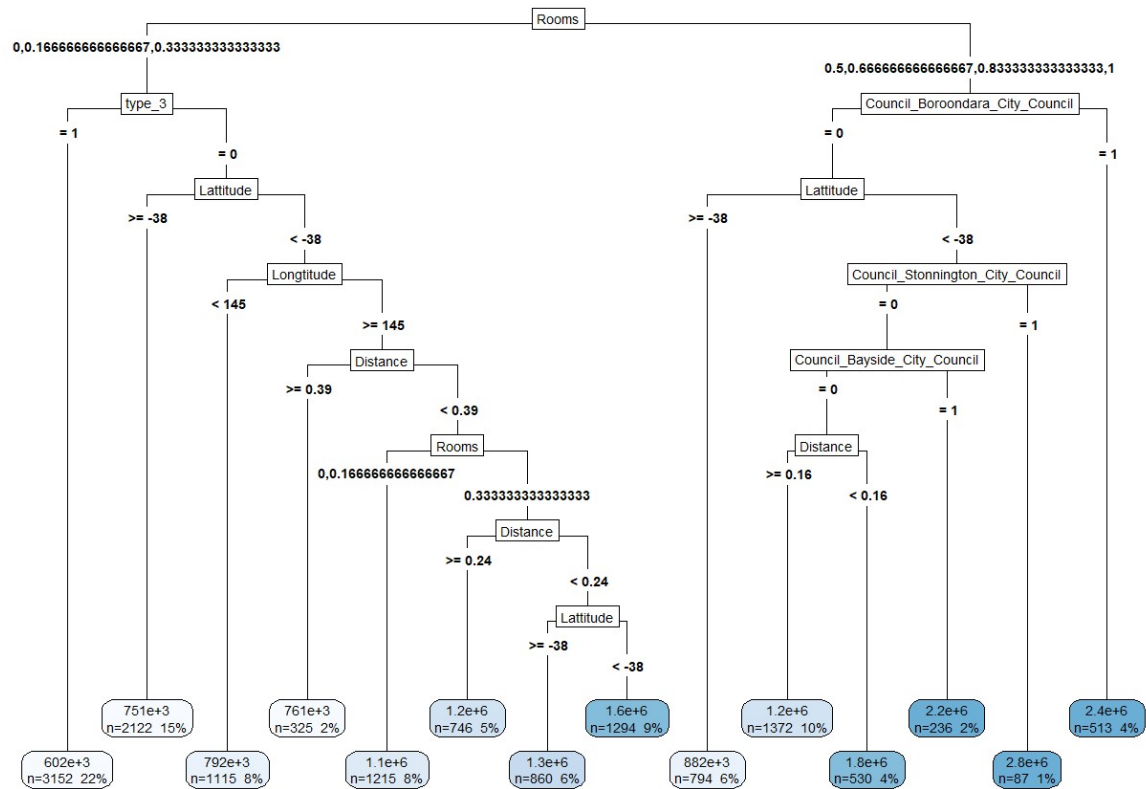 Rooms
0,0.166666666666667,0.333333333333333
0.5,0.666666666666667,0.833333333333333,1
type_3
Council_Boroondara_City_Council
= 1
= 0
= 0
= 1
Lattitude
Lattitude
>= -38
< -38
>= -38
< -38
Longtitude
Council_Stonnington_City_Council
< 145
>= 145
= 0
= 1
Distance
Council_Bayside_City_Council
>= 0.39
< 0.39
= 0
= 1
Rooms
Distance
0,0.166666666666667
0.333333333333333
>= 0.16
< 0.16
Distance
>= 0.24
< 0.24
Lattitude
>= -38
< -38
751e+3
n=2122 15%
761e+3
n=325 2%
1.2e+6
n=746 5%
1.6e+6
n=1294 9%
1.2e+6
n=1372 10%
2.2e+6
n=236 2%
2.4e+6
n=513 4%
602e+3
n=3152 22%
792e+3
n=1115 8%
1.1e+6
n=1215 8%
1.3e+6
n=860 6%
882e+3
n=794 6%
1.8e+6
n=530 4%
2.8e+6
n=87 1%